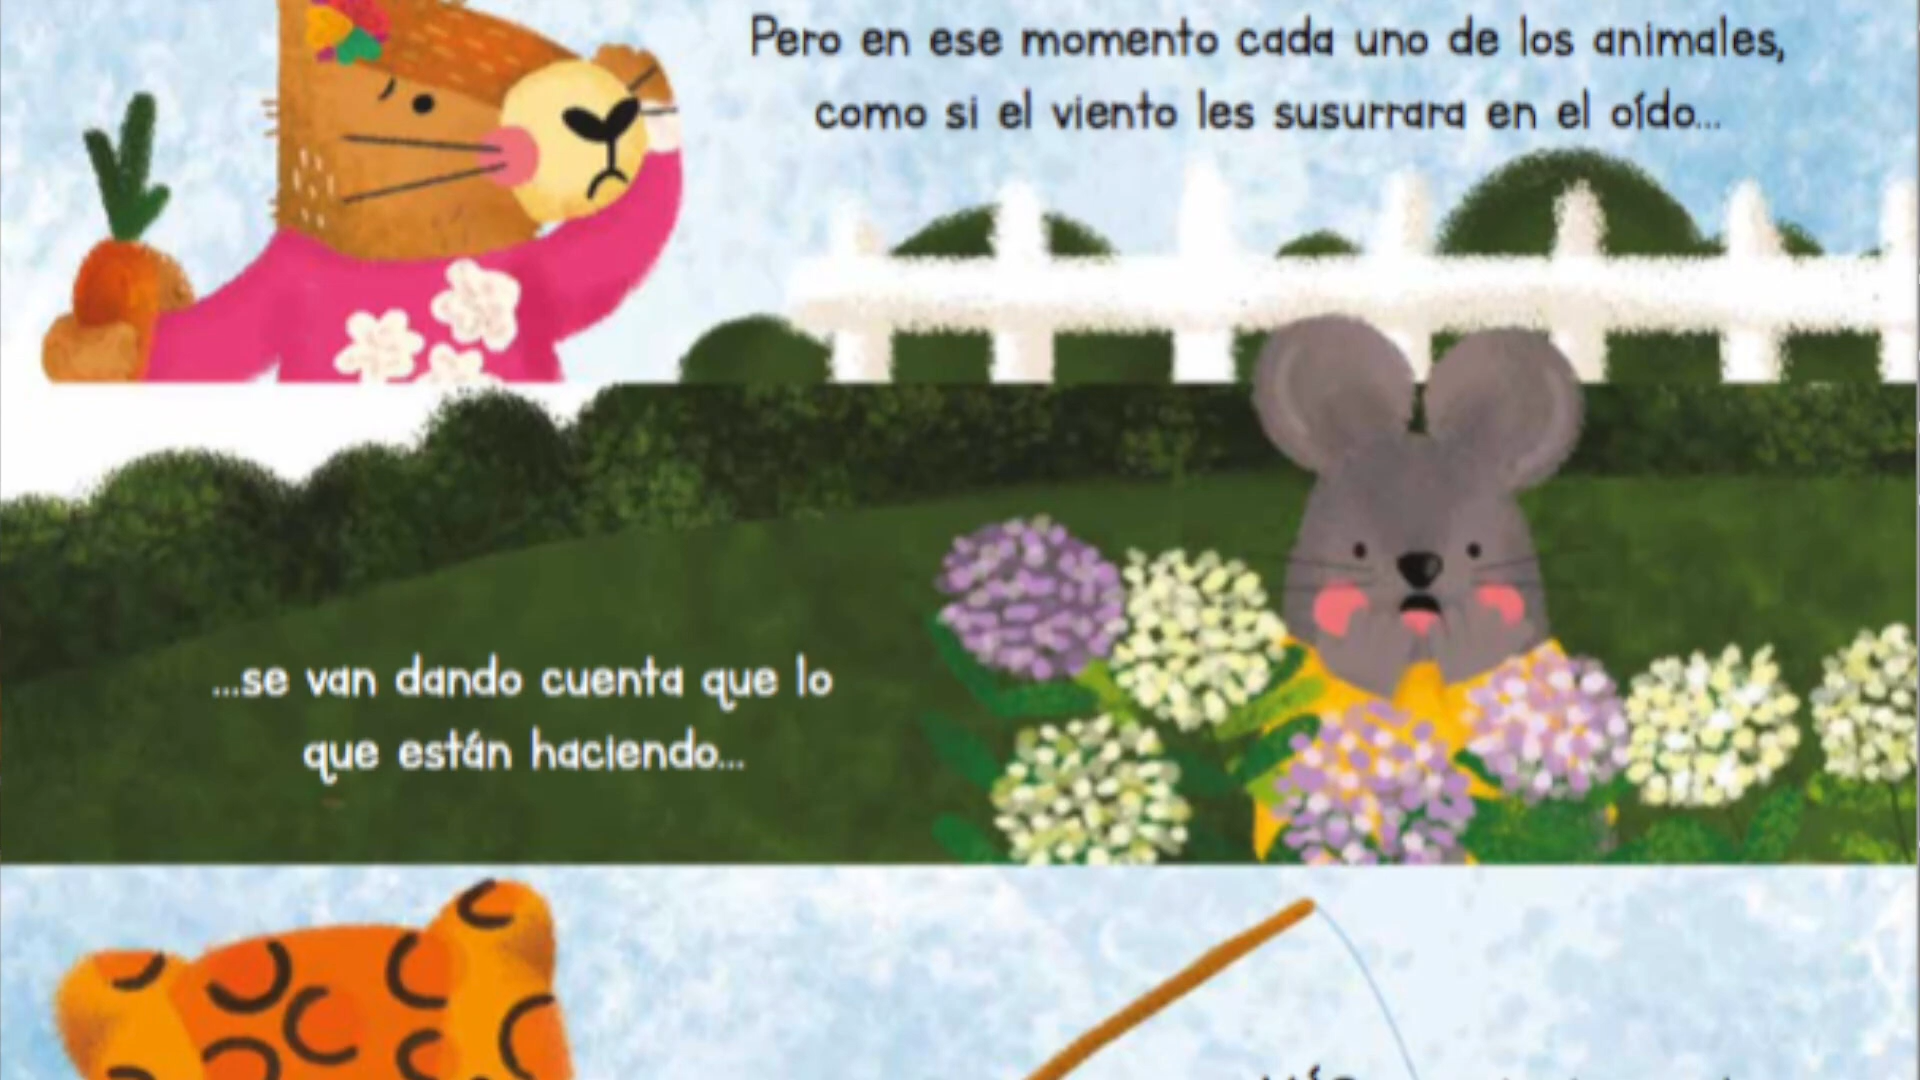 Pero en ese momento cada uno de los animales,
como si el viento les susurrara en el oído...
...se van dando cuenta que lo
que están haciendo...